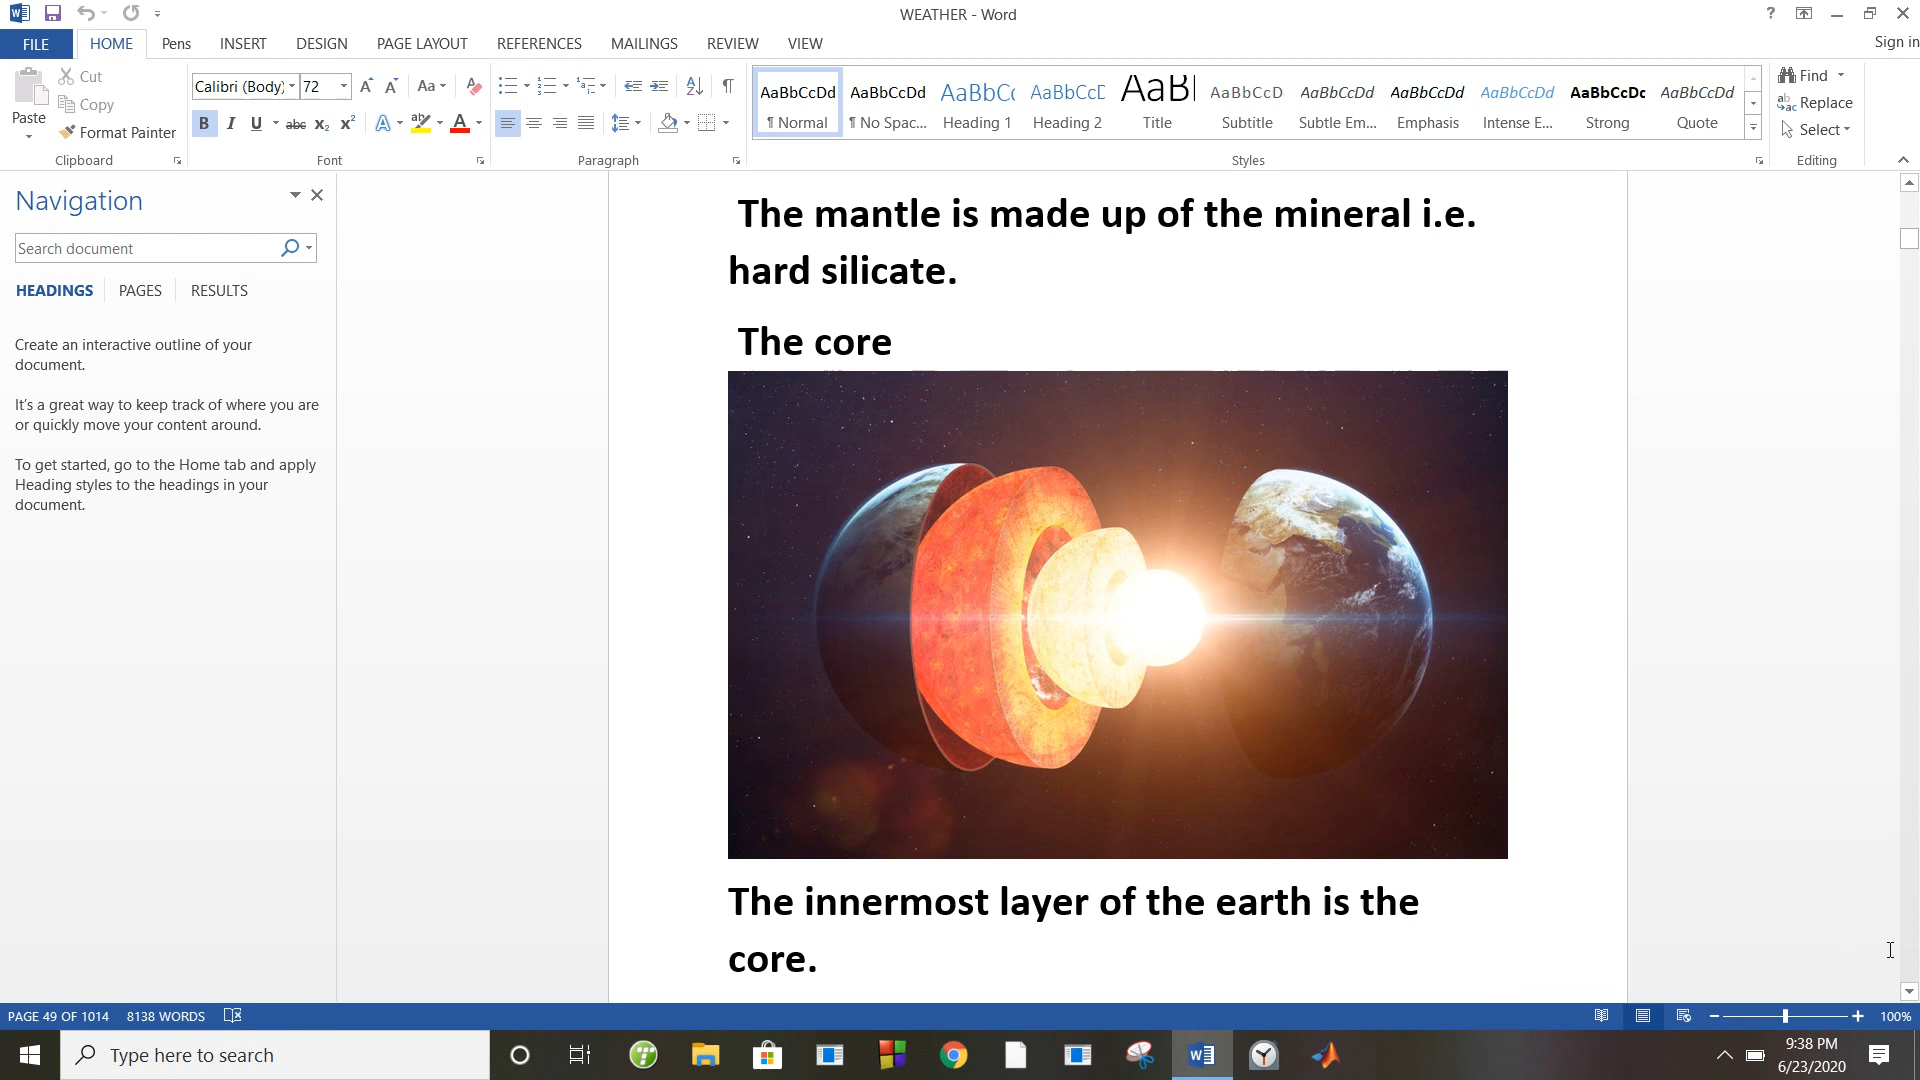 WEATHER - Word
?
FILE HOME Pens INSERT DESIGN PAGE LAYOUT REFERENCES MAILINGS REVIEW VIEW Sign in
Paste
Cut
Copy
Format Painter
Clipboard
Calibri (Body) 72
Font
Paragraph
AaBbCcDd AaBbCcDd AaBbCc AaBbCcD AaBl AaBbCcD AaBbCcDd AaBbCcDd AaBbCcDd AaBbCcDc AaBbCcDd
¶ Normal ¶ No Spac... Heading 1 Heading 2 Title Subtitle Subtle Em... Emphasis Intense E... Strong Quote
Styles
Find
Replace
Select
Editing
Navigation
Search document
HEADINGS PAGES RESULTS
Create an interactive outline of your
document.
It's a great way to keep track of where you are
or quickly move your content around.
To get started, go to the Home tab and apply
Heading styles to the headings in your
document.
The mantle is made up of the mineral i.e.
hard silicate.
The core
The innermost layer of the earth is the
core.
PAGE 49 OF 1014 8138 WORDS 100%
Type here to search
9:38 PM
6/23/2020